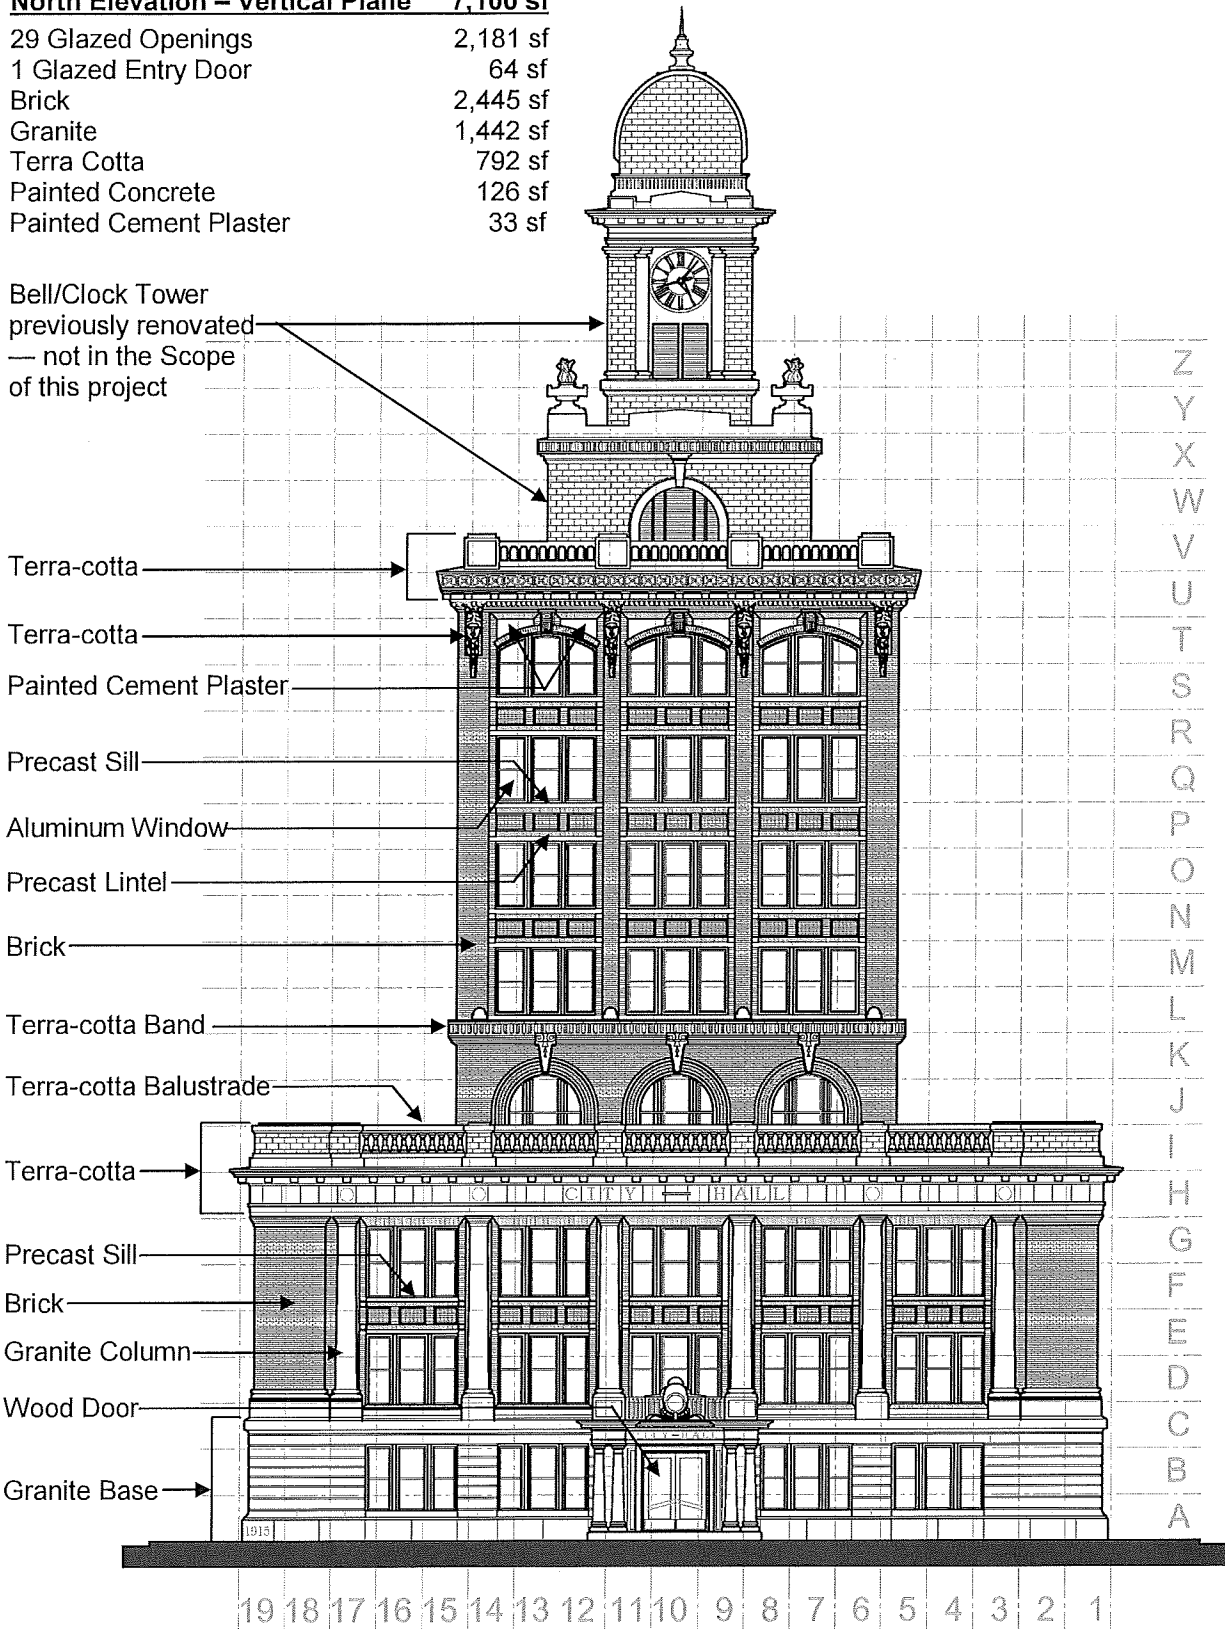 North Elevation – Vertical Plane 7,100 sf
29 Glazed Openings 2,181 sf
1 Glazed Entry Door 64 sf
Brick 2,445 sf
Granite 1,442 sf
Terra Cotta 792 sf
Painted Concrete 126 sf
Painted Cement Plaster 33 sf
Bell/Clock Tower
previously renovated
— not in the Scope
of this project
Z
Y
X
W
Terra-cotta
V
U
Terra-cotta
T
Painted Cement Plaster
S
R
Precast Sill
Q
Aluminum Window
P
Precast Lintel
O
N
Brick
M
Terra-cotta Band
L
K
Terra-cotta Balustrade
J
I
Terra-cotta
CITY — HALL
H
Precast Sill
G
Brick
F
E
Granite Column
D
Wood Door
C
CITY – HALL
B
Granite Base
A
1915
19 18 17 16 15 14 13 12 11 10 9 8 7 6 5 4 3 2 1